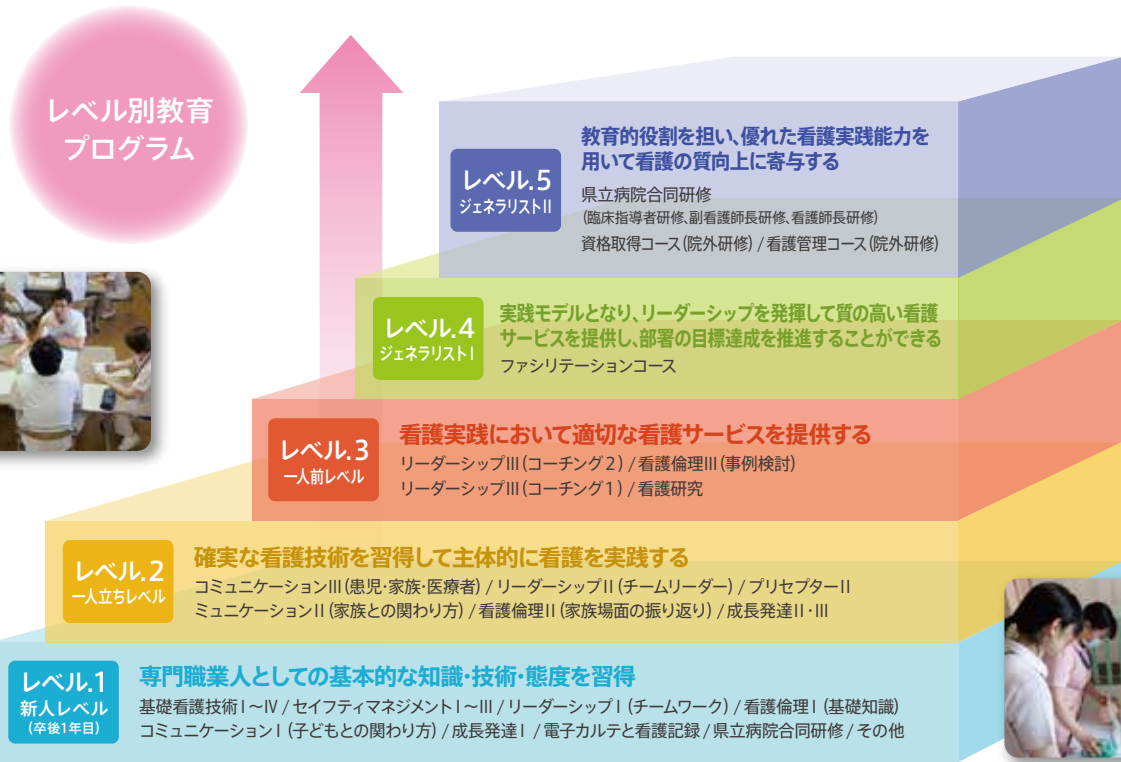 レベル別教育
プログラム
レベル.5
ジェネラリストII
教育的役割を担い、優れた看護実践能力を
用いて看護の質向上に寄与する
県立病院合同研修
(臨床指導者研修、副看護師長研修、看護師長研修)
資格取得コース(院外研修) / 看護管理コース(院外研修)
レベル.4
ジェネラリストI
実践モデルとなり、リーダーシップを発揮して質の高い看護
サービスを提供し、部署の目標達成を推進することができる
ファシリテーションコース
レベル.3
一人前レベル
看護実践において適切な看護サービスを提供する
リーダーシップIII(コーチング2) / 看護倫理III(事例検討)
リーダーシップIII(コーチング1) / 看護研究
レベル.2
一人立ちレベル
確実な看護技術を習得して主体的に看護を実践する
コミュニケーションIII(患児・家族・医療者) / リーダーシップII(チームリーダー) / プリセプターII
ミュニケーションII(家族との関わり方) / 看護倫理II(家族場面の振り返り) / 成長発達II・III
レベル.1
新人レベル
(卒後1年目)
専門職業人としての基本的な知識・技術・態度を習得
基礎看護技術I〜IV / セイフティマネジメントI〜III / リーダーシップI(チームワーク) / 看護倫理I(基礎知識)
コミュニケーションI(子どもとの関わり方) / 成長発達I / 電子カルテと看護記録 / 県立病院合同研修 / その他